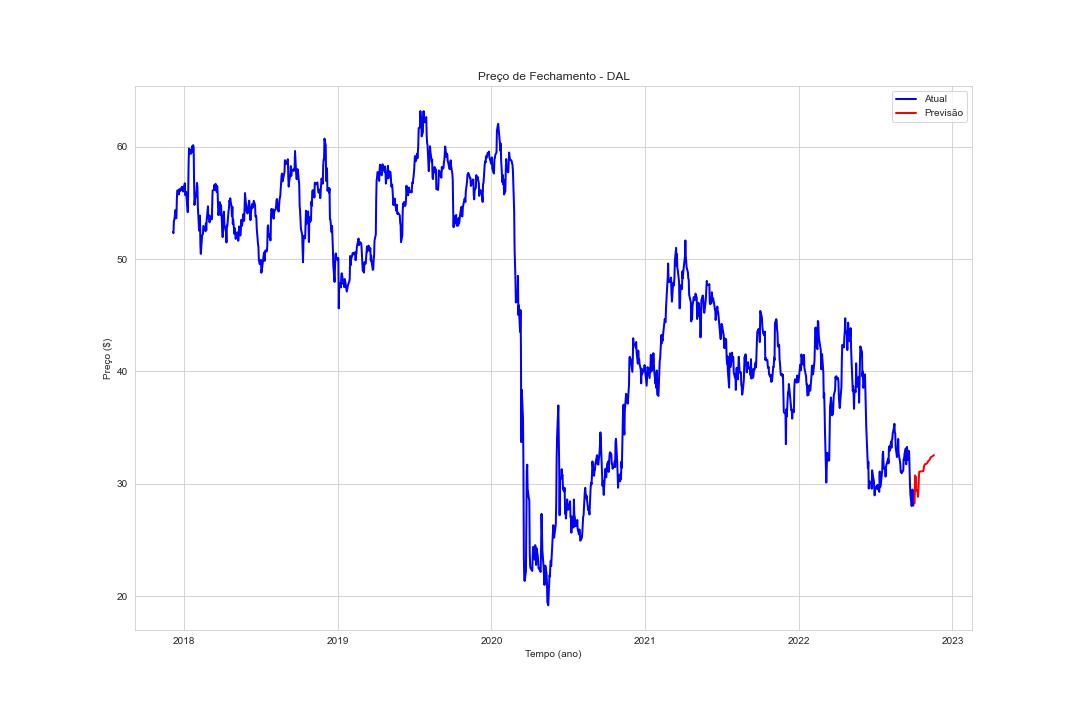 Preço de Fechamento - DAL
Atual
Previsão
Preço ($)
60
50
40
30
20
2018
2019
2020
2021
2022
2023
Tempo (ano)